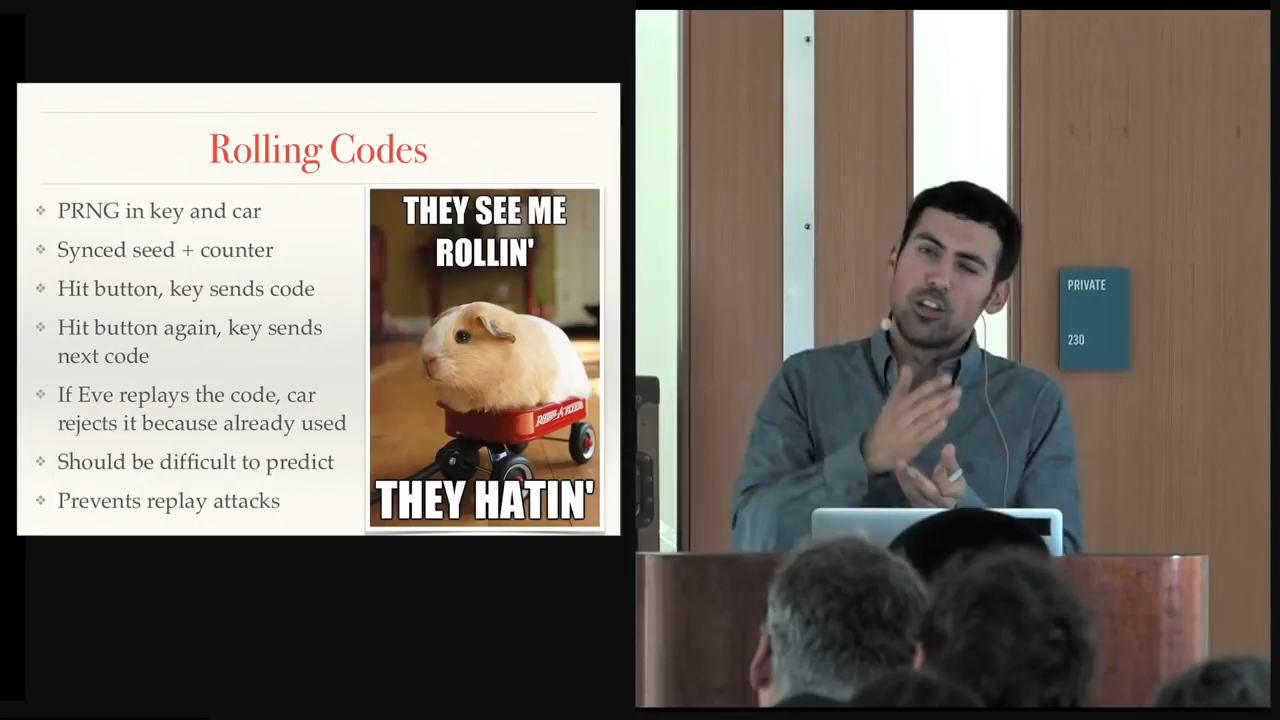 Rolling Codes
PRNG in key and car
Synced seed + counter
Hit button, key sends code
Hit button again, key sends
next code
If Eve replays the code, car
rejects it because already used
Should be difficult to predict
Prevents replay attacks
THEY SEE ME
ROLLIN'
RADIO FLYER
THEY HATIN'
PRIVATE
230